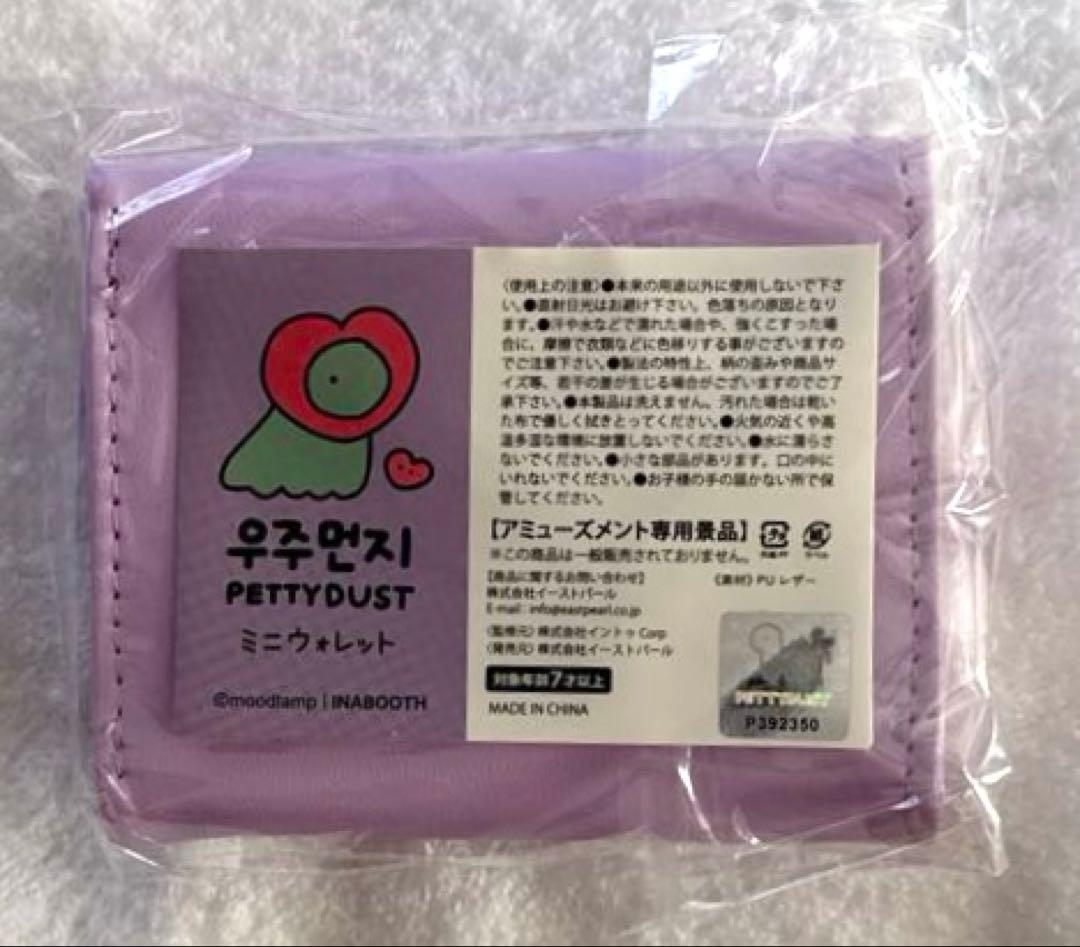 우주먼지
PETTYDUST
ミニウォレット
©moodlamp | INABOOTH
〈使用上の注意〉●本来の用途以外に使用しないで下さ
い。●直射日光はお避け下さい。色落ちの原因となり
ます。●汗や水などで濡れた場合や、強くこすった場
合に、摩擦で衣類などに色移りする事がございますの
でご注意下さい。●製法の特性上、柄の歪みや商品サ
イズ等、若干の差が生じる場合がございますのでご了
承下さい。●本製品は洗えません。汚れた場合は乾い
た布で優しく拭きとってください。●火気の近くや高
温多湿な環境に放置しないでください。●水に濡らさ
ないでください。●小さな部品があります。口の中に
いれないでください。●お子様の手の届かない所で保
管してください。
【アミューズメント専用景品】
※この商品は一般販売されておりません。
【商品に関するお問い合わせ】
《素材》PU レザー
株式会社イーストパール
E-mail: info@eastpearl.co.jp
〈監修元〉株式会社イントゥ Corp
〈発売元〉株式会社イーストパール
対象年齢7才以上
MADE IN CHINA
P392350